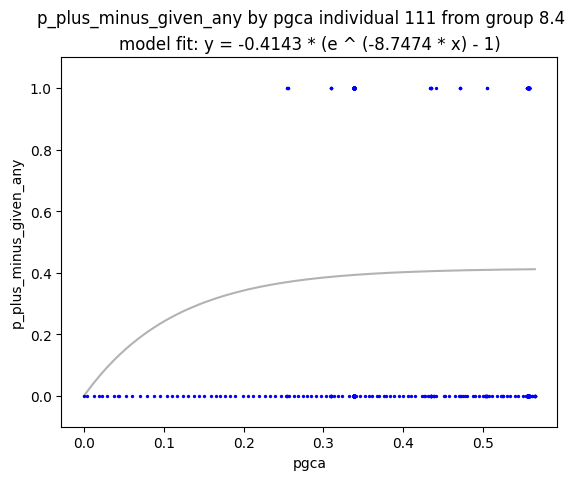 p_plus_minus_given_any by pgca individual 111 from group 8.4
model fit: y = -0.4143 * (e ^ (-8.7474 * x) - 1)
1.0
0.8
0.6
0.4
0.2
0.0
p_plus_minus_given_any
0.0 0.1 0.2 0.3 0.4 0.5
pgca